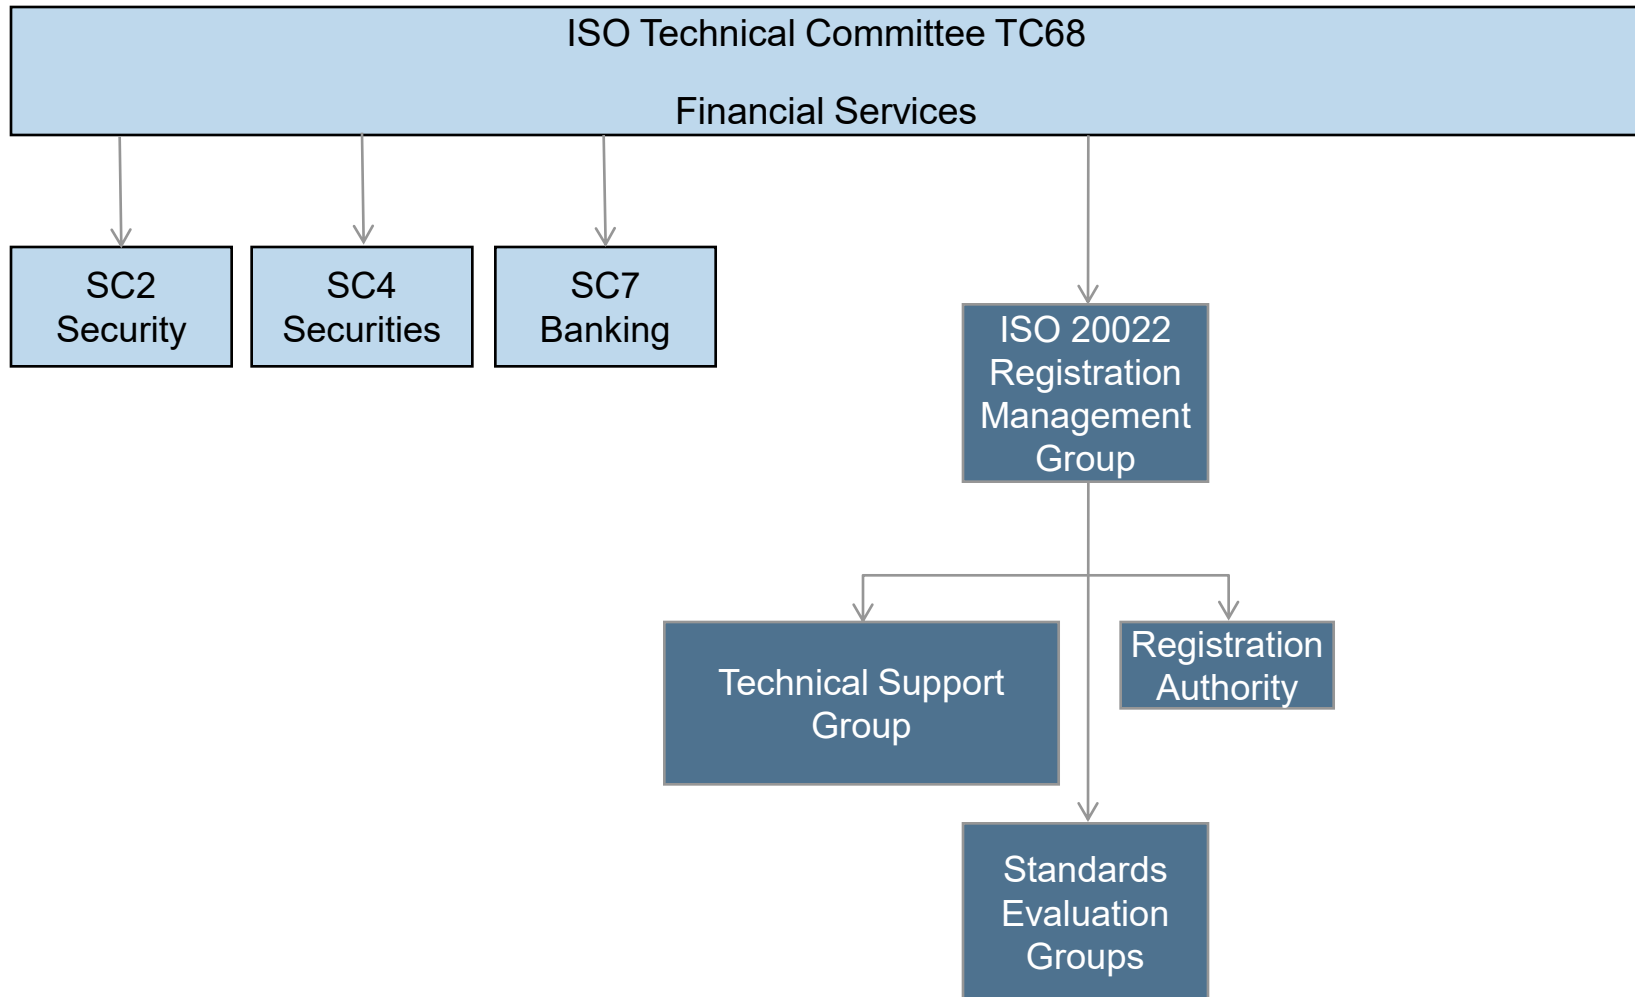 ISO Technical Committee TC68
Financial Services
SC2
Security
SC4
Securities
SC7
Banking
ISO 20022
Registration
Management
Group
Technical Support
Group
Registration
Authority
Standards
Evaluation
Groups